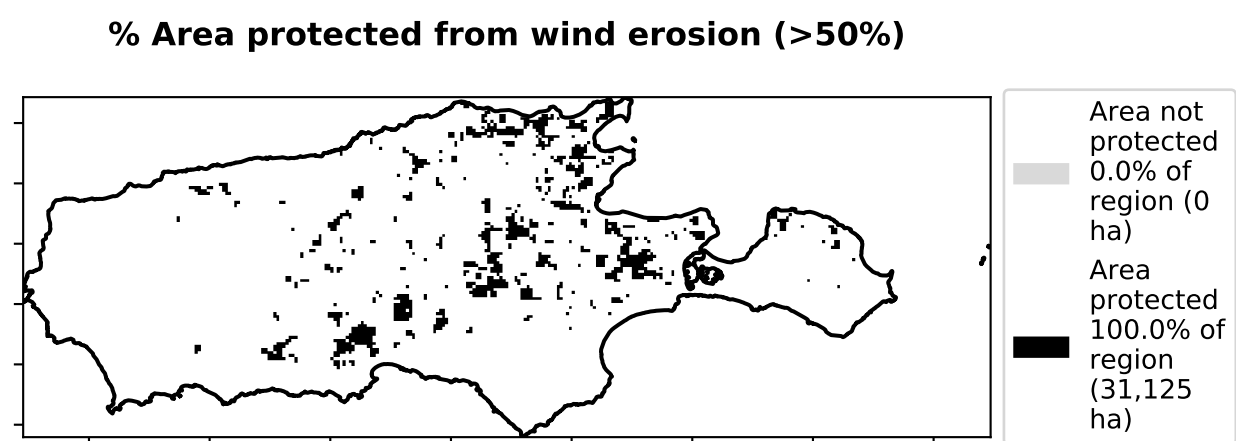 % Area protected from wind erosion (>50%)
Area not
protected
0.0% of
region (0
ha)
Area
protected
100.0% of
region
(31,125
ha)